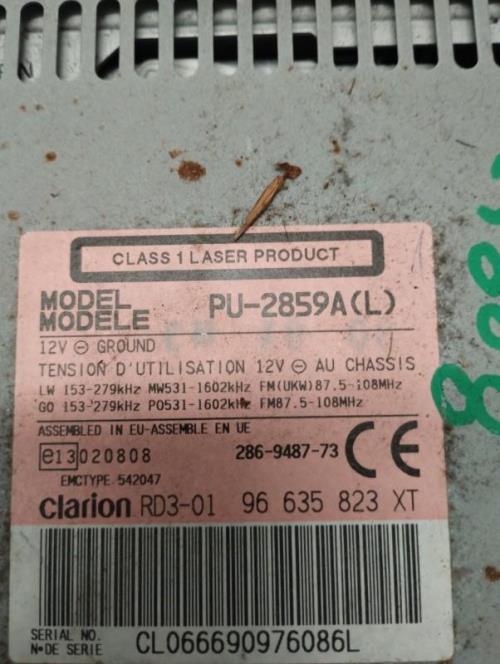 CLASS 1 LASER PRODUCT
MODEL
MODELE
PU-2859A(L)
12V ⊖ GROUND
TENSION D'UTILISATION 12V ⊖ AU CHASSIS
LW 153-279kHz MW531-1602kHz FM(UKW)87.5-108MHz
GO 153-279kHz PO531-1602kHz FM87.5-108MHz
ASSEMBLED IN EU-ASSEMBLE EN UE
e13 020808
286-9487-73 CE
EMCTYPE 542047
clarion RD3-01 96 635 823 XT
SERIAL NO.
N•DE SERIE
CL066690976086L